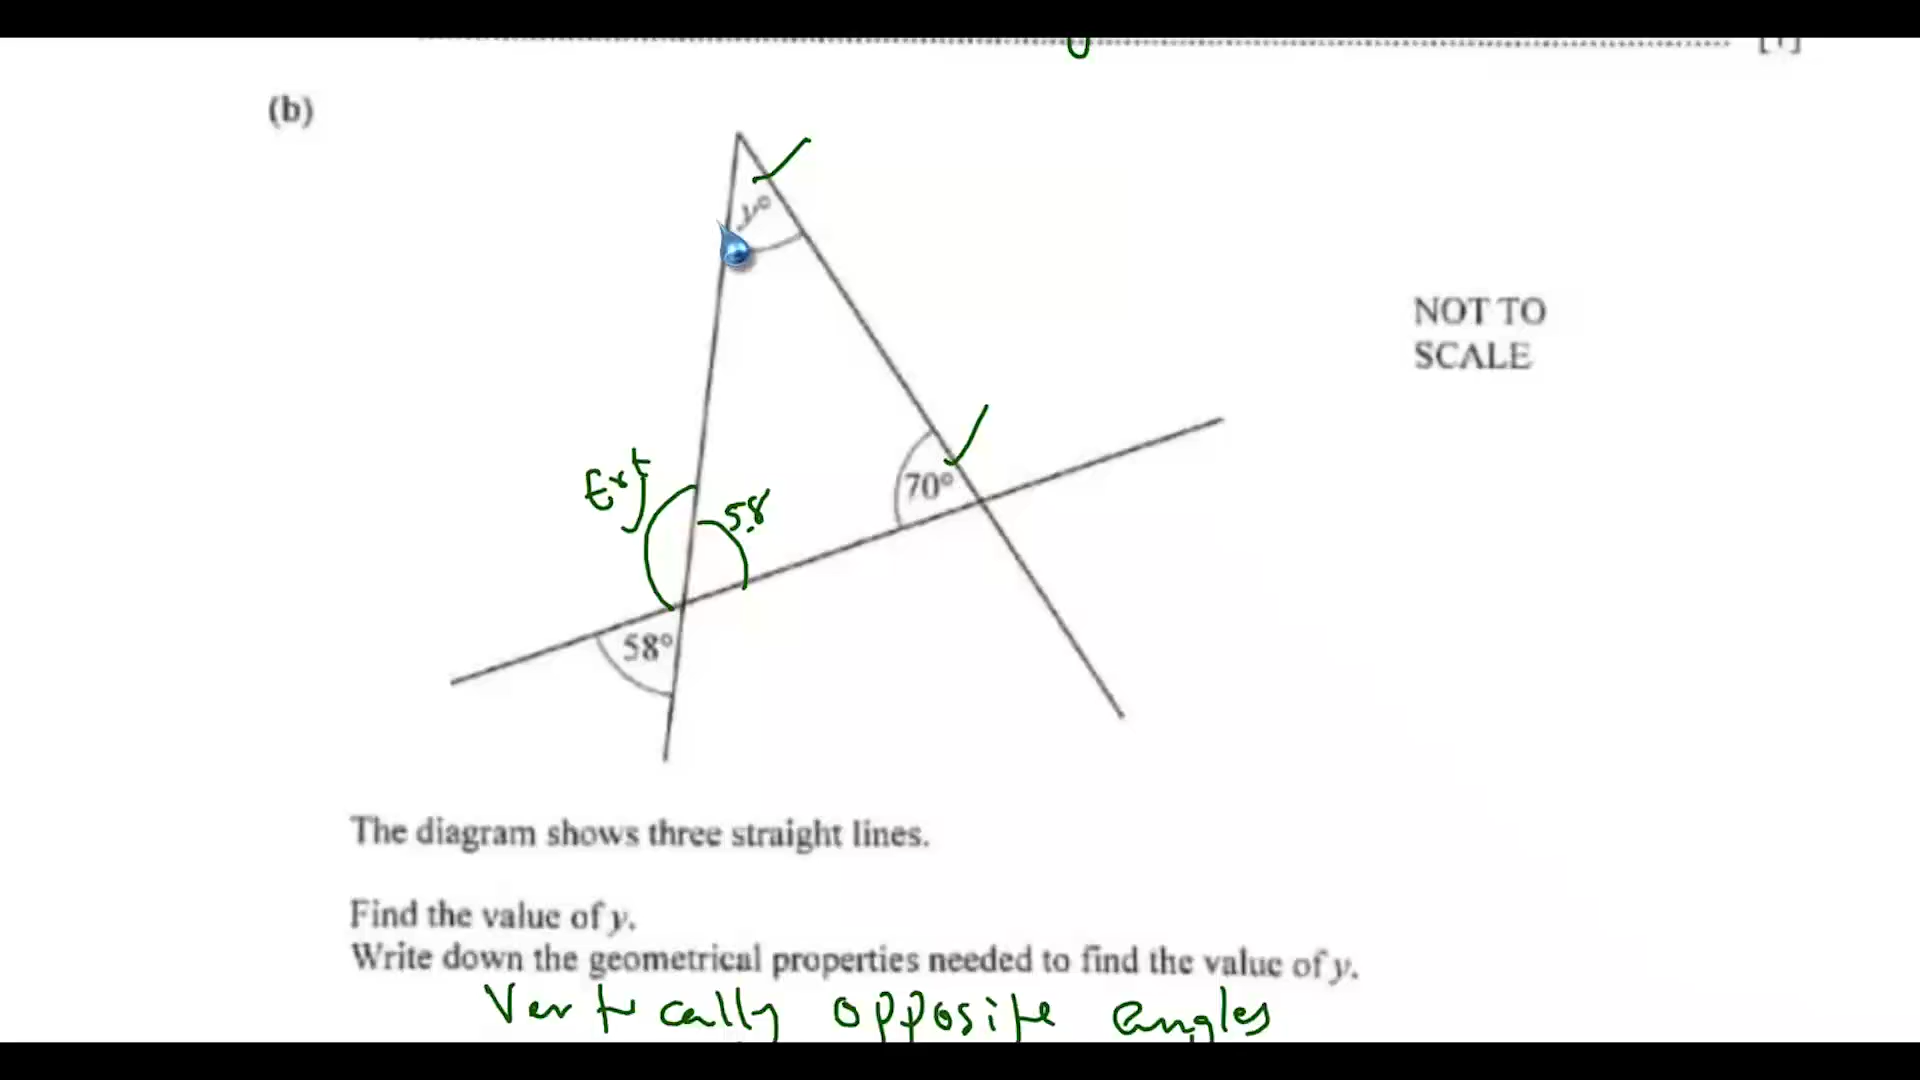 [1]
(b)
y°
NOT TO
SCALE
Ext
58
70°
58°
The diagram shows three straight lines.
Find the value of y.
Write down the geometrical properties needed to find the value of y.
Vertically opposite angles